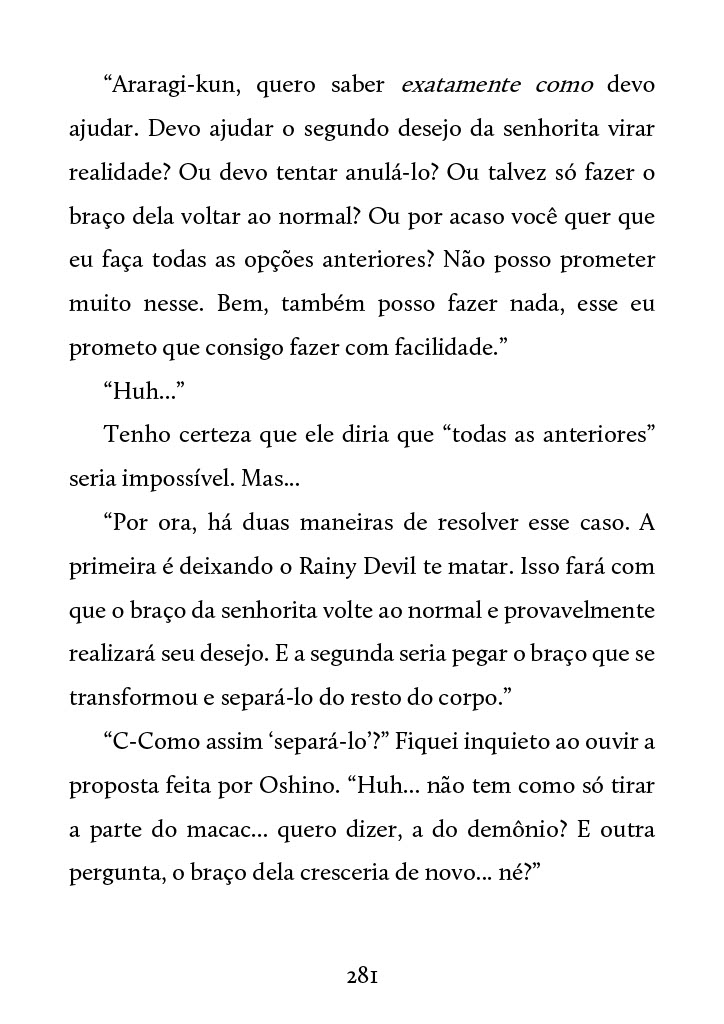 “Araragi-kun, quero saber exatamente como devo
ajudar. Devo ajudar o segundo desejo da senhorita virar
realidade? Ou devo tentar anulá-lo? Ou talvez só fazer o
braço dela voltar ao normal? Ou por acaso você quer que
eu faça todas as opções anteriores? Não posso prometer
muito nesse. Bem, também posso fazer nada, esse eu
prometo que consigo fazer com facilidade.”
“Huh...”
Tenho certeza que ele diria que “todas as anteriores”
seria impossível. Mas...
“Por ora, há duas maneiras de resolver esse caso. A
primeira é deixando o Rainy Devil te matar. Isso fará com
que o braço da senhorita volte ao normal e provavelmente
realizará seu desejo. E a segunda seria pegar o braço que se
transformou e separá-lo do resto do corpo.”
“C-Como assim ‘separá-lo’?” Fiquei inquieto ao ouvir a
proposta feita por Oshino. “Huh... não tem como só tirar
a parte do macac... quero dizer, a do demônio? E outra
pergunta, o braço dela cresceria de novo... né?”
281